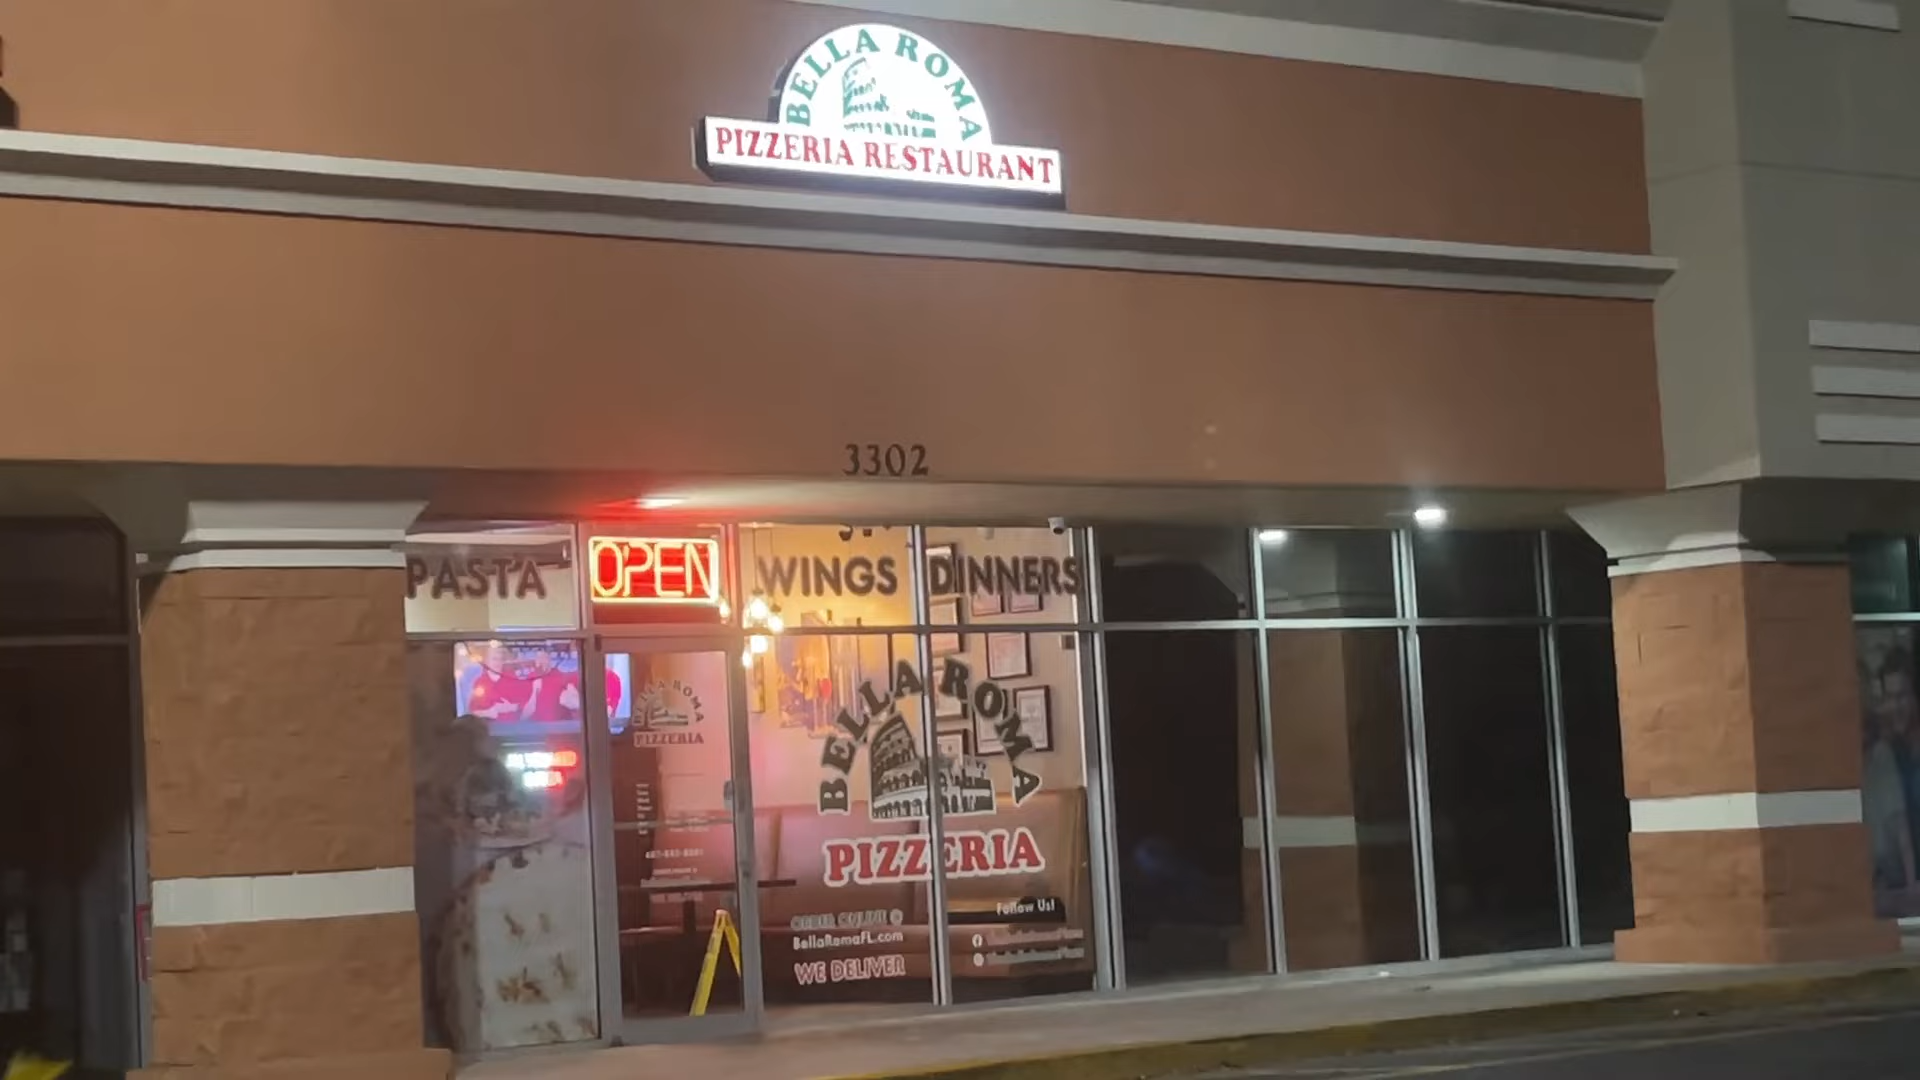 BELLA ROMA
PIZZERIA RESTAURANT
3302
PASTA
OPEN
WINGS
DINNERS
BELLA ROMA
PIZZERIA
BELLA ROMA
PIZZERIA
ORDER ONLINE @
BellaRomaFL.com
WE DELIVER
Follow Us!